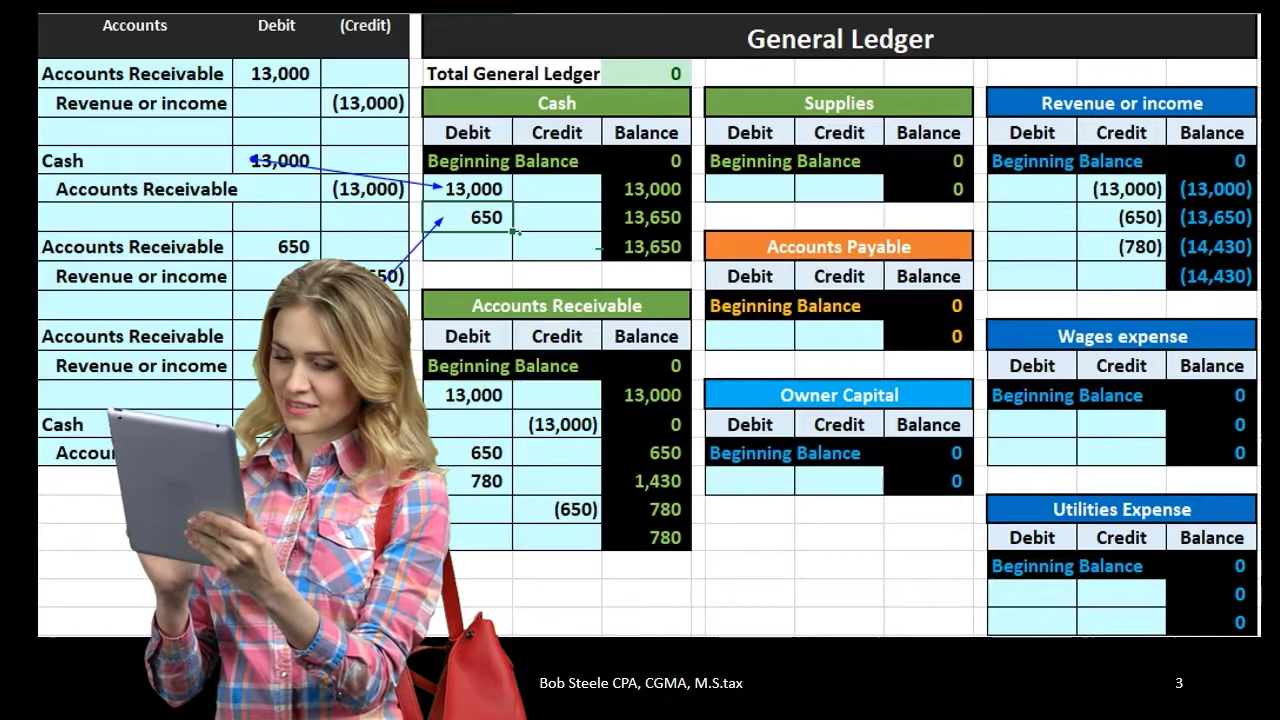 Accounts Debit (Credit)
General Ledger
Accounts Receivable 13,000
Total General Ledger 0
Revenue or income (13,000)
Cash 13,000
Accounts Receivable (13,000)
Accounts Receivable 650
Revenue or income
Accounts Receivable
Revenue or income
Cash
Cash
Debit Credit Balance
Beginning Balance 0
13,000 13,000
650 13,650
13,650
Accounts Receivable
Debit Credit Balance
Beginning Balance 0
13,000 13,000
(13,000) 0
650 650
780 1,430
(650) 780
780
Supplies
Debit Credit Balance
Beginning Balance 0
0
Accounts Payable
Debit Credit Balance
Beginning Balance 0
0
Owner Capital
Debit Credit Balance
Beginning Balance 0
0
Revenue or income
Debit Credit Balance
Beginning Balance 0
(13,000) (13,000)
(650) (13,650)
(780) (14,430)
(14,430)
Wages expense
Debit Credit Balance
Beginning Balance 0
0
0
Utilities Expense
Debit Credit Balance
Beginning Balance 0
0
0
Bob Steele CPA, CGMA, M.S.tax
3